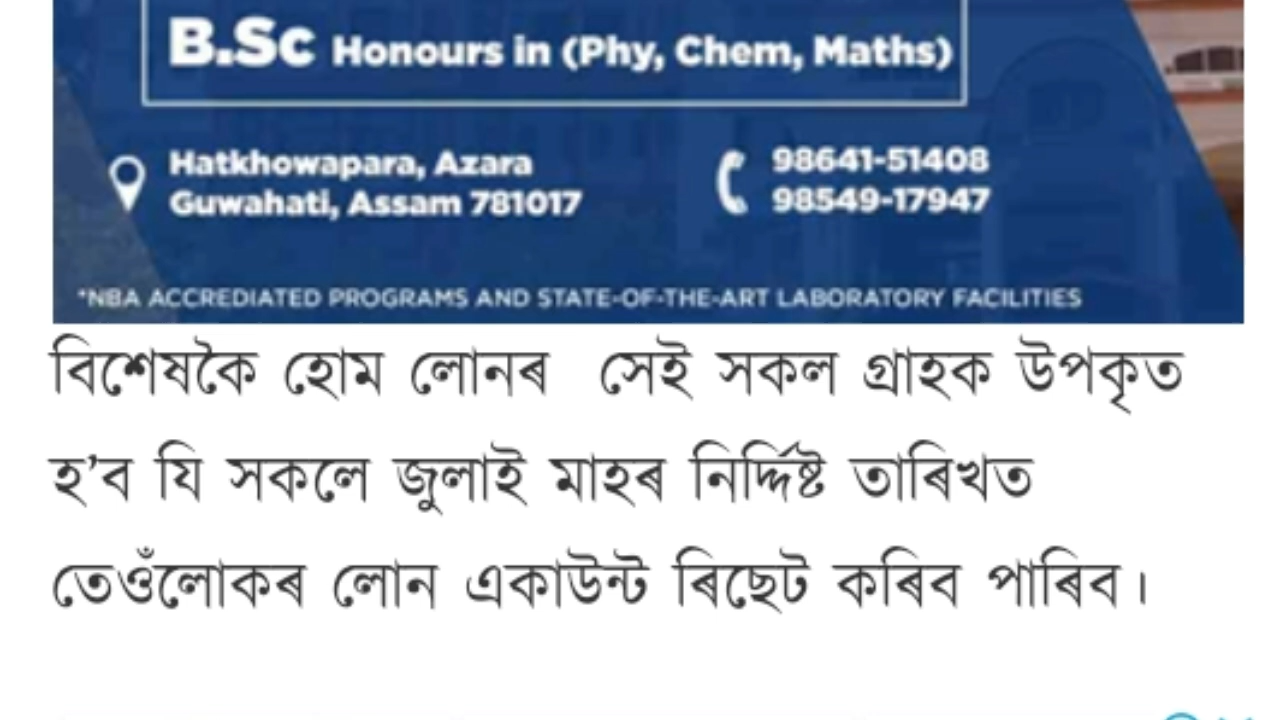 B.Sc Honours in (Phy, Chem, Maths)
Hatkhowapara, Azara
Guwahati, Assam 781017
98641-51408
98549-17947
*NBA ACCREDIATED PROGRAMS AND STATE-OF-THE-ART LABORATORY FACILITIES
বিশেষকৈ হোম লোনৰ সেই সকল গ্ৰাহক উপকৃত
হ’ব যি সকলে জুলাই মাহৰ নিৰ্দ্দিষ্ট তাৰিখত
তেওঁলোকৰ লোন একাউন্ট ৰিছেট কৰিব পাৰিব।